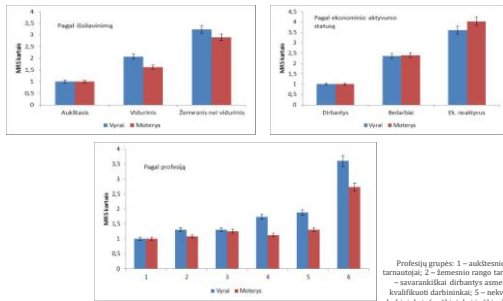 Pagal išsilavinimą
MRS kartais
4
3,5
3
2,5
2
1,5
1
0,5
0
Aukštasis
Vidurinis
Žemesnis nei vidurinis
Vyrai
Moterys
Pagal ekonominio aktyvumo
statusą
MRS kartais
4,5
4
3,5
3
2,5
2
1,5
1
0,5
0
Dirbantys
Bedarbiai
Ek. neaktyvus
Vyrai
Moterys
Pagal profesiją
MRS kartais
4
3,5
3
2,5
2
1,5
1
0,5
0
1
2
3
4
5
6
Vyrai
Moterys
Profesijų grupės: 1 – aukštesnio
tarnautojai; 2 – žemesnio rango
– savarankiškai dirbantys
kvalifikuoti darbininkai; 5 –